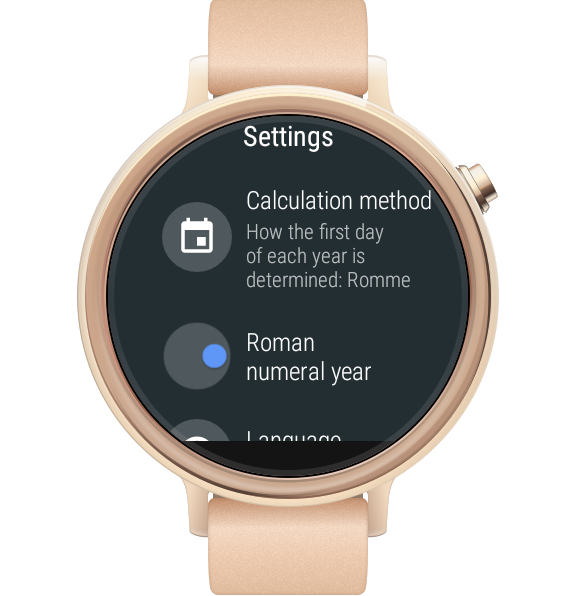 Settings
Calculation method
How the first day
of each year is
determined: Romme
Roman
numeral year
Language